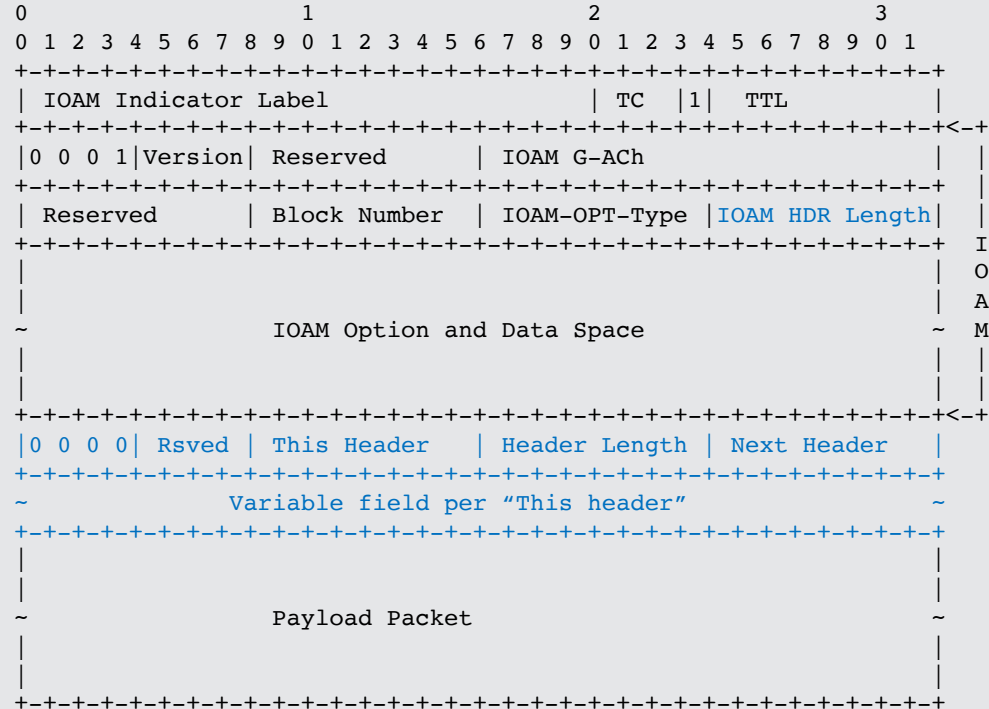 0                   1                   2                   3
0 1 2 3 4 5 6 7 8 9 0 1 2 3 4 5 6 7 8 9 0 1 2 3 4 5 6 7 8 9 0 1
+-+-+-+-+-+-+-+-+-+-+-+-+-+-+-+-+-+-+-+-+-+-+-+-+-+-+-+-+-+-+-+-+
| IOAM Indicator Label                  | TC  |1|  TTL          |
+-+-+-+-+-+-+-+-+-+-+-+-+-+-+-+-+-+-+-+-+-+-+-+-+-+-+-+-+-+-+-+-+<-+
|0 0 0 1|Version| Reserved      | IOAM G-ACh                    |  |
+-+-+-+-+-+-+-+-+-+-+-+-+-+-+-+-+-+-+-+-+-+-+-+-+-+-+-+-+-+-+-+-+  |
| Reserved      | Block Number  | IOAM-OPT-Type |IOAM HDR Length|  |
+-+-+-+-+-+-+-+-+-+-+-+-+-+-+-+-+-+-+-+-+-+-+-+-+-+-+-+-+-+-+-+-+  I
|                                                               |  O
|                                                               |  A
~                 IOAM Option and Data Space                    ~  M
|                                                               |  |
|                                                               |  |
+-+-+-+-+-+-+-+-+-+-+-+-+-+-+-+-+-+-+-+-+-+-+-+-+-+-+-+-+-+-+-+-+<-+
|0 0 0 0| Rsved | This Header   | Header Length | Next Header   |
+-+-+-+-+-+-+-+-+-+-+-+-+-+-+-+-+-+-+-+-+-+-+-+-+-+-+-+-+-+-+-+-+
~              Variable field per “This header”                 ~
+-+-+-+-+-+-+-+-+-+-+-+-+-+-+-+-+-+-+-+-+-+-+-+-+-+-+-+-+-+-+-+-+
|                                                               |
|                                                               |
~                 Payload Packet                                ~
|                                                               |
|                                                               |
+-+-+-+-+-+-+-+-+-+-+-+-+-+-+-+-+-+-+-+-+-+-+-+-+-+-+-+-+-+-+-+-+